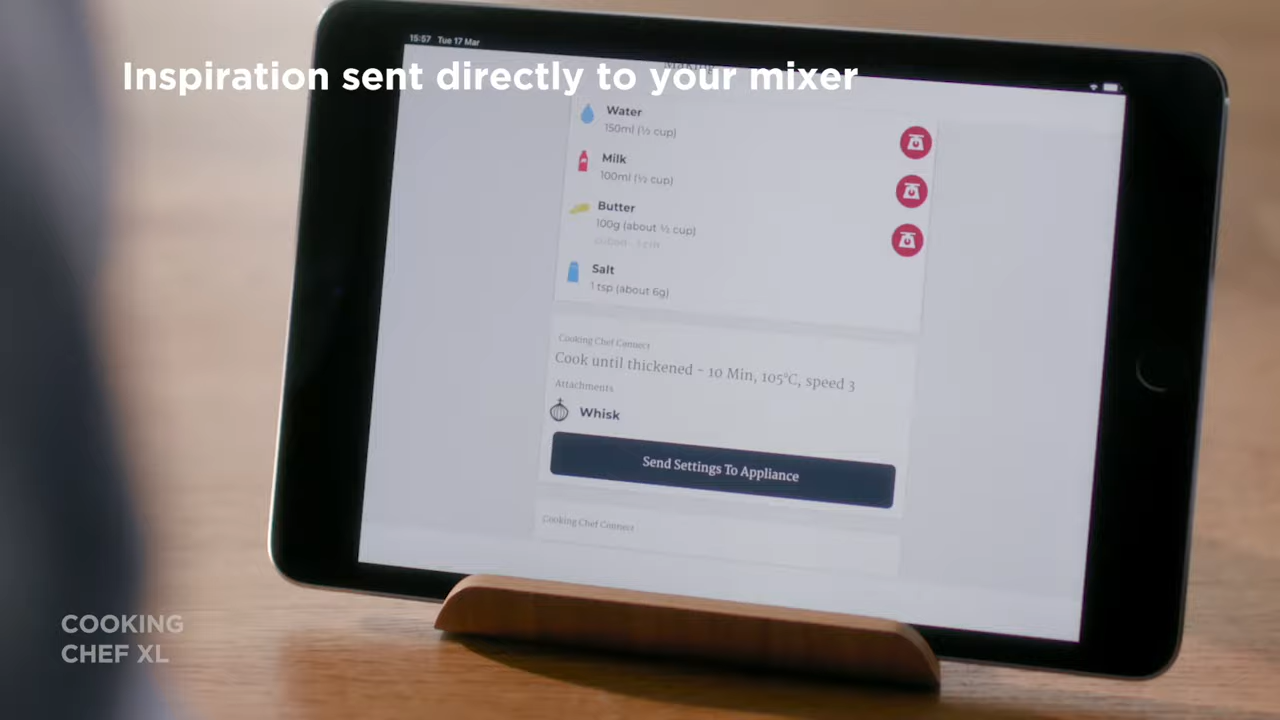 15:57 Tue 17 Mar
Inspiration sent directly to your mixer
Water
150ml (½ cup)
Milk
100ml (½ cup)
Butter
100g (about ½ cup)
Salt
1 tsp (about 6g)
Cooking Chef Connect
Cook until thickened - 10 Min, 105°C, speed 3
Attachments
Whisk
Send Settings To Appliance
Cooking Chef Connect
COOKING
CHEF XL